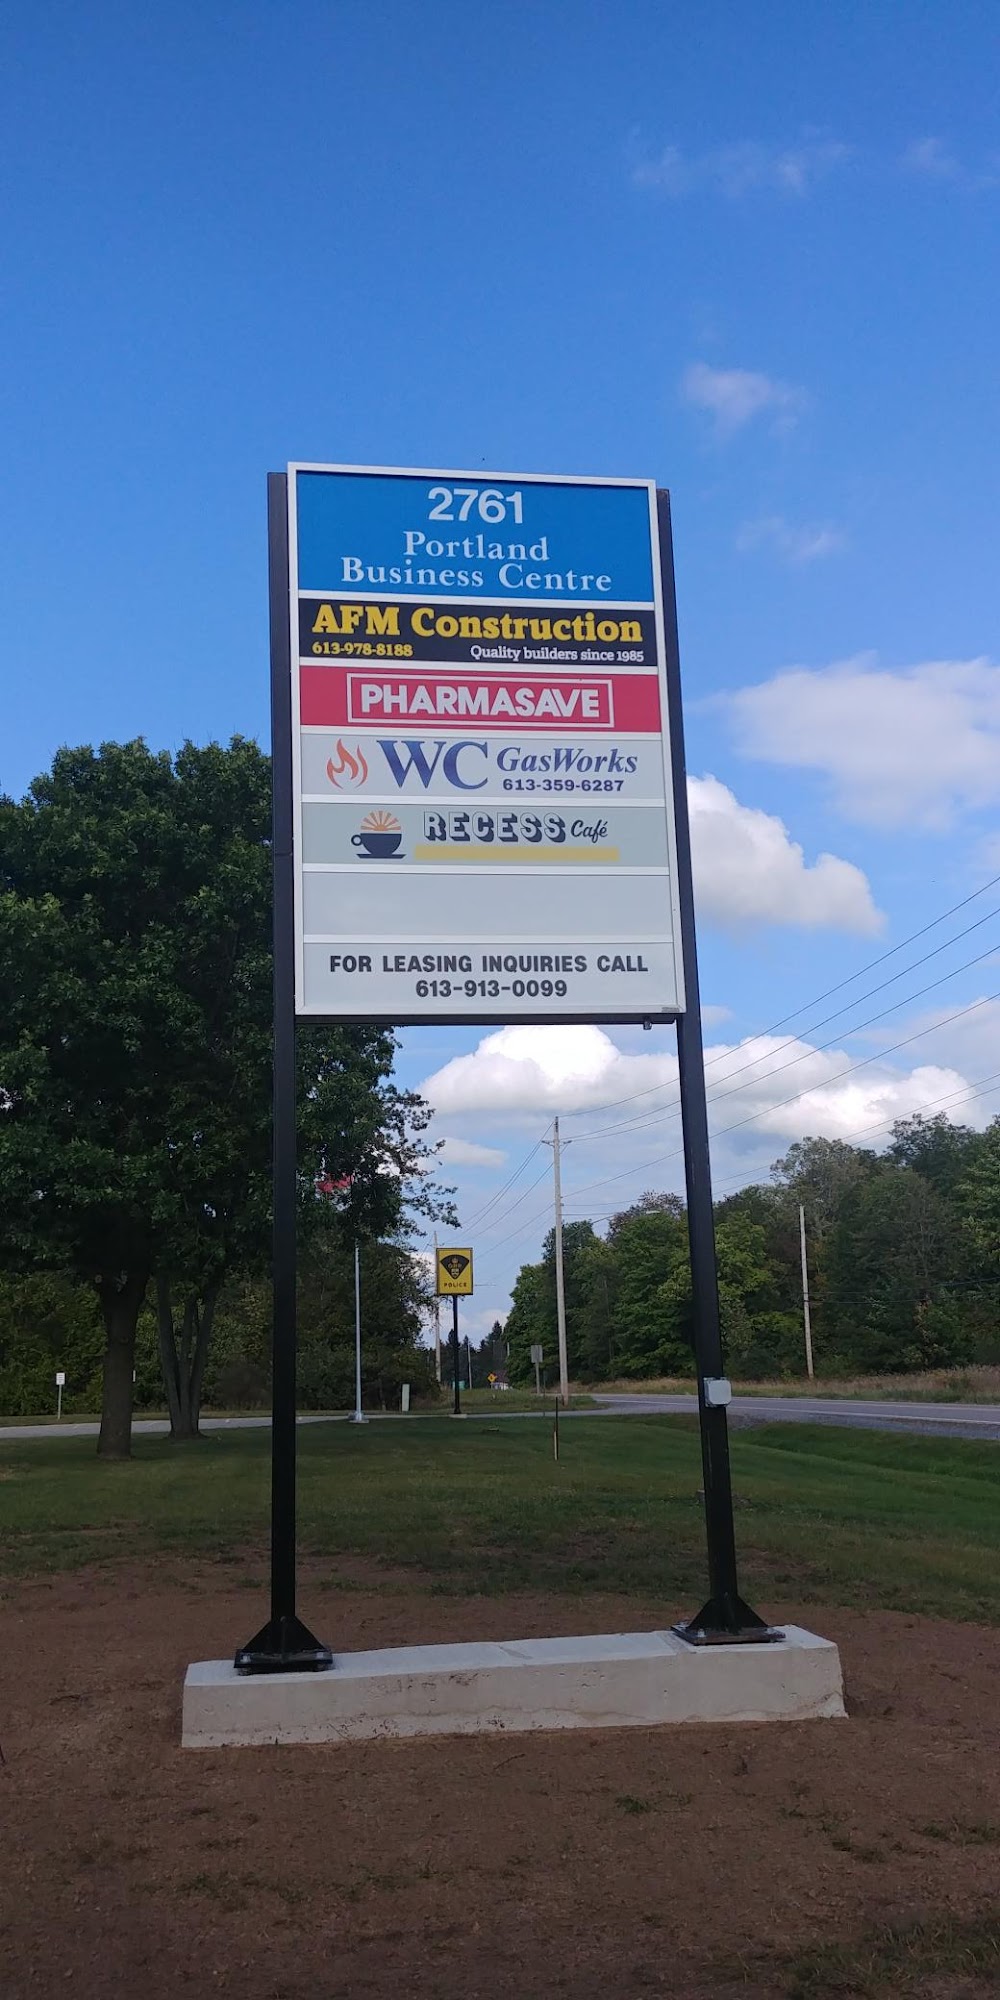 2761
Portland
Business Centre
AFM Construction
613-978-8188 Quality builders since 1985
PHARMASAVE
WC GasWorks
613-359-6287
RECESS Café
FOR LEASING INQUIRIES CALL
613-913-0099
O.P.P.
POLICE